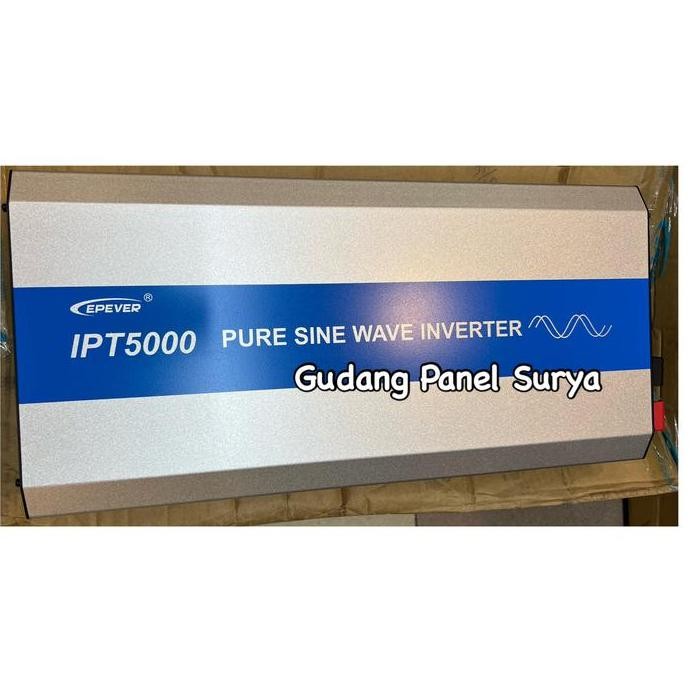 EPEVER®
IPT5000 PURE SINE WAVE INVERTER
Gudang Panel Surya